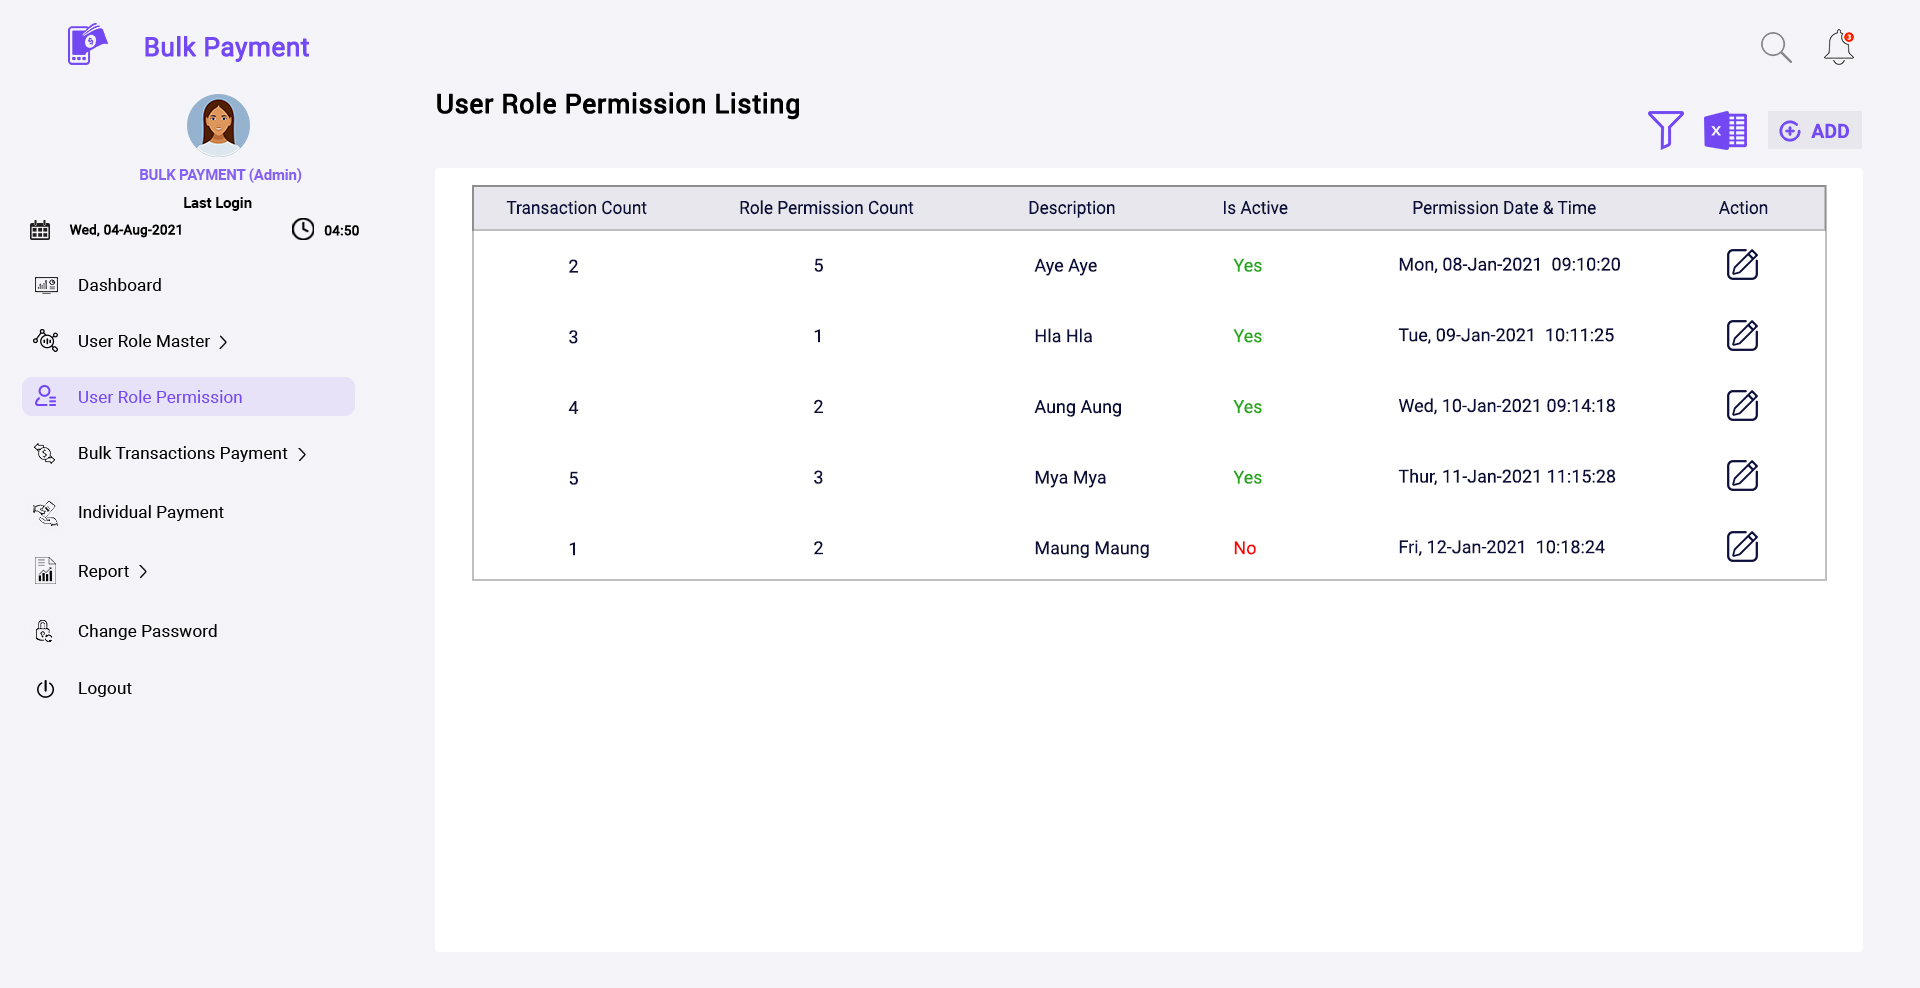 Bulk Payment
3
BULK PAYMENT (Admin)
Last Login
Wed, 04-Aug-2021 04:50
Dashboard
User Role Master
User Role Permission
Bulk Transactions Payment
Individual Payment
Report
Change Password
Logout
User Role Permission Listing
X
ADD
Transaction Count Role Permission Count Description Is Active Permission Date & Time Action
2 5 Aye Aye Yes Mon, 08-Jan-2021 09:10:20
3 1 Hla Hla Yes Tue, 09-Jan-2021 10:11:25
4 2 Aung Aung Yes Wed, 10-Jan-2021 09:14:18
5 3 Mya Mya Yes Thur, 11-Jan-2021 11:15:28
1 2 Maung Maung No Fri, 12-Jan-2021 10:18:24